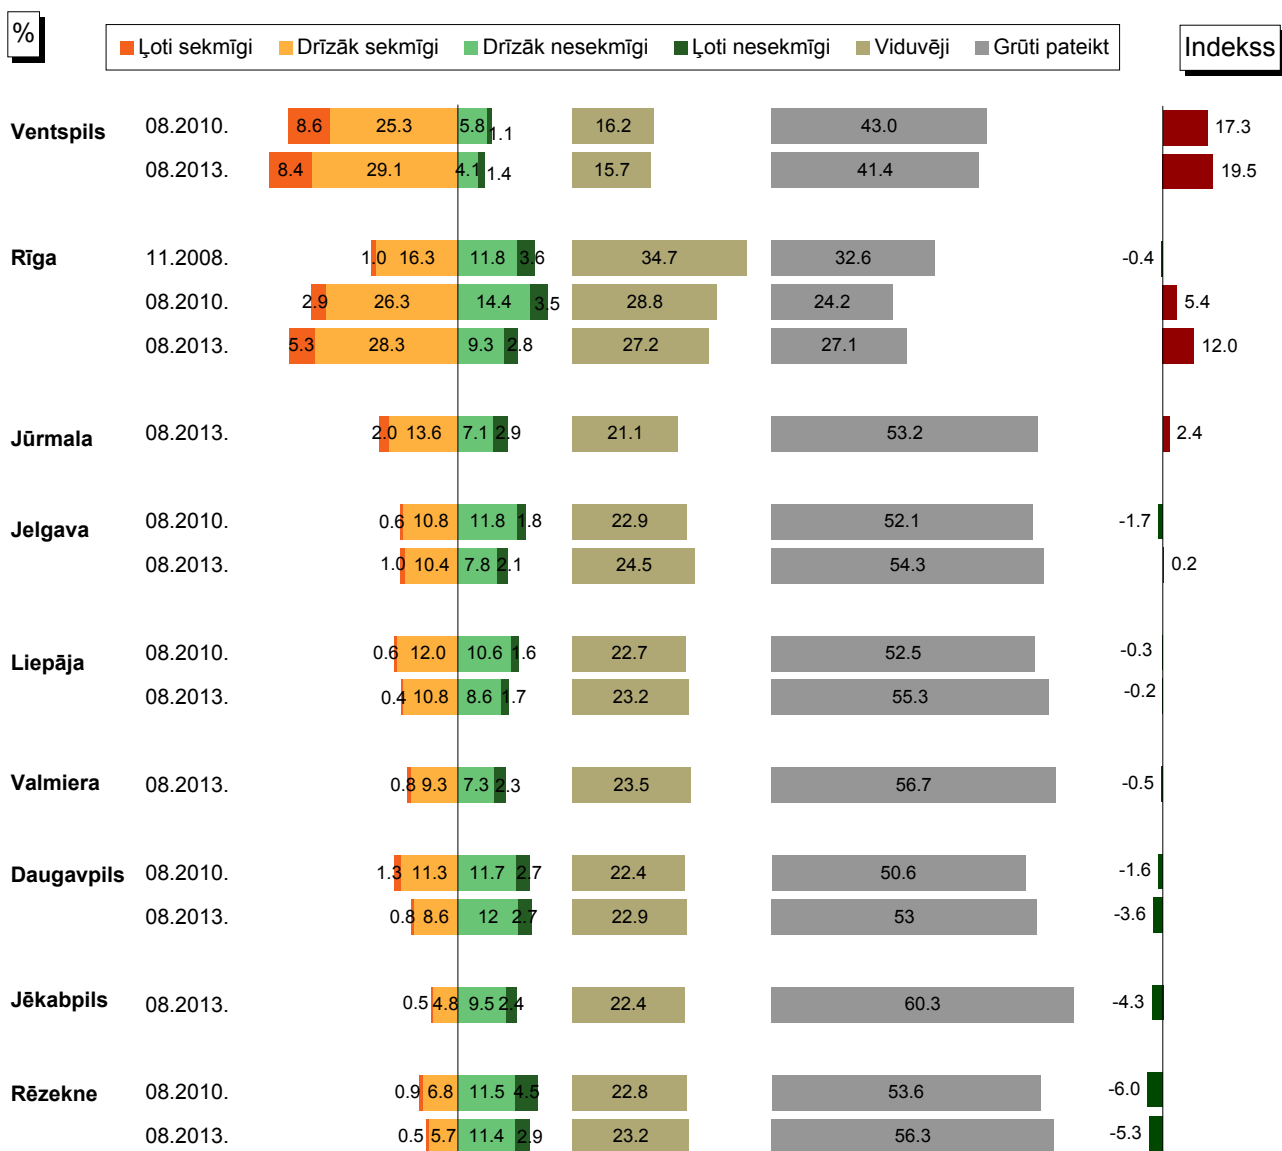 %
Ļoti sekmīgi Drīzāk sekmīgi Drīzāk nesekmīgi Ļoti nesekmīgi Viduvēji Grūti pateikt
Indekss
Ventspils 08.2010. 8.6 25.3 5.8 1.1 16.2 43.0 17.3
08.2013. 8.4 29.1 4.1 1.4 15.7 41.4 19.5
Rīga 11.2008. 1.0 16.3 11.8 3.6 34.7 32.6 -0.4
08.2010. 2.9 26.3 14.4 3.5 28.8 24.2 5.4
08.2013. 5.3 28.3 9.3 2.8 27.2 27.1 12.0
Jūrmala 08.2013. 2.0 13.6 7.1 2.9 21.1 53.2 2.4
Jelgava 08.2010. 0.6 10.8 11.8 1.8 22.9 52.1 -1.7
08.2013. 1.0 10.4 7.8 2.1 24.5 54.3 0.2
Liepāja 08.2010. 0.6 12.0 10.6 1.6 22.7 52.5 -0.3
08.2013. 0.4 10.8 8.6 1.7 23.2 55.3 -0.2
Valmiera 08.2013. 0.8 9.3 7.3 2.3 23.5 56.7 -0.5
Daugavpils 08.2010. 1.3 11.3 11.7 2.7 22.4 50.6 -1.6
08.2013. 0.8 8.6 12 2.7 22.9 53 -3.6
Jēkabpils 08.2013. 0.5 4.8 9.5 2.4 22.4 60.3 -4.3
Rēzekne 08.2010. 0.9 6.8 11.5 4.5 22.8 53.6 -6.0
08.2013. 0.5 5.7 11.4 2.9 23.2 56.3 -5.3